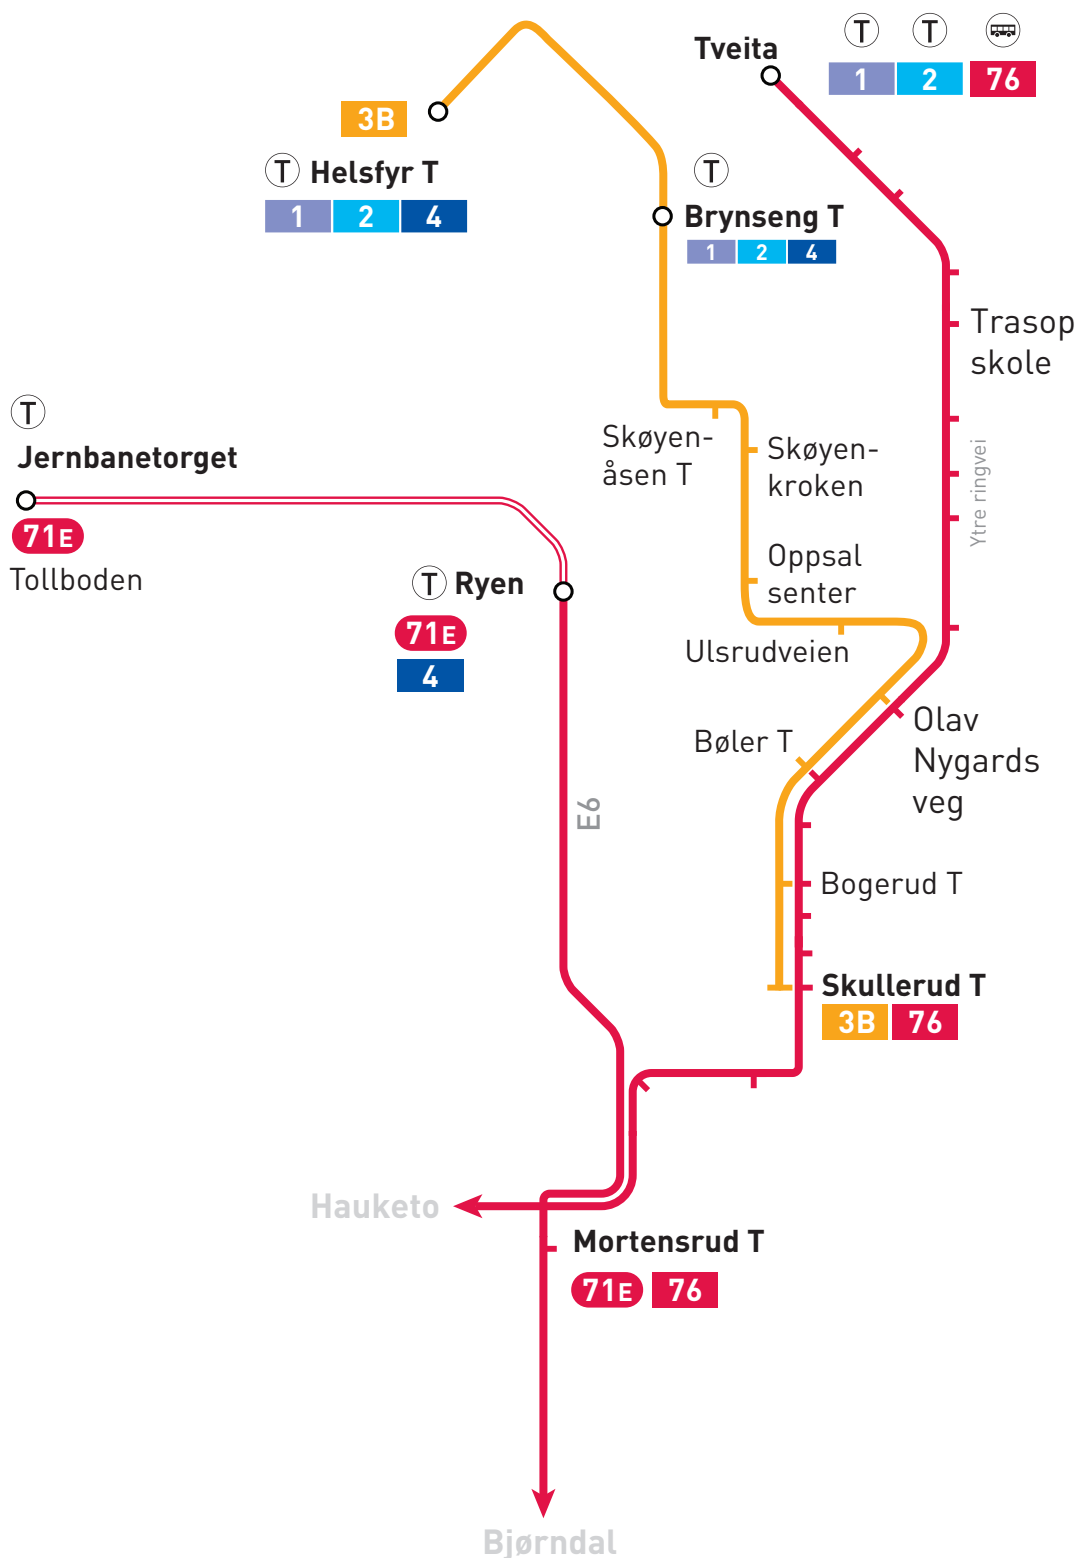 Tveita
T
T
1
2
76
3B
T
Helsfyr T
1
2
4
T
Brynseng T
1
2
4
Trasop
skole
T
Jernbanetorget
71E
Tollboden
Skøyen-
åsen T
Skøyen-
kroken
Ytre ringvei
Oppsal
senter
T
Ryen
71E
4
Ulsrudveien
Olav
Nygards
veg
Bøler T
E6
Bogerud T
Skullerud T
3B
76
Hauketo
Mortensrud T
71E
76
Bjørndal